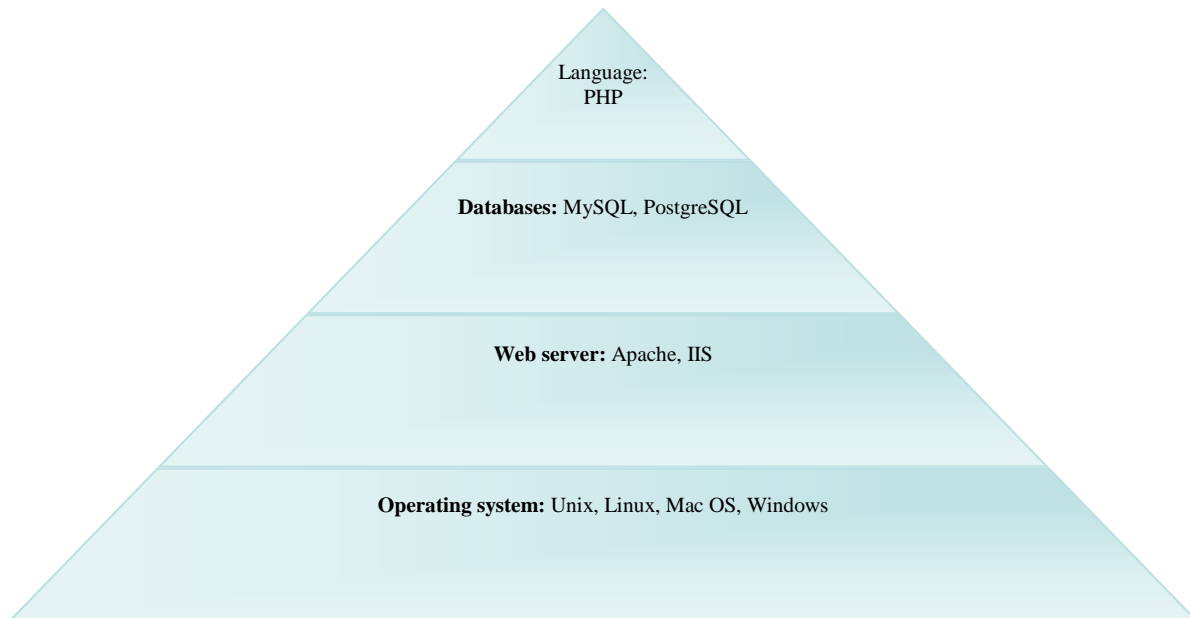 Language:
PHP
Databases: MySQL, PostgreSQL
Web server: Apache, IIS
Operating system: Unix, Linux, Mac OS, Windows